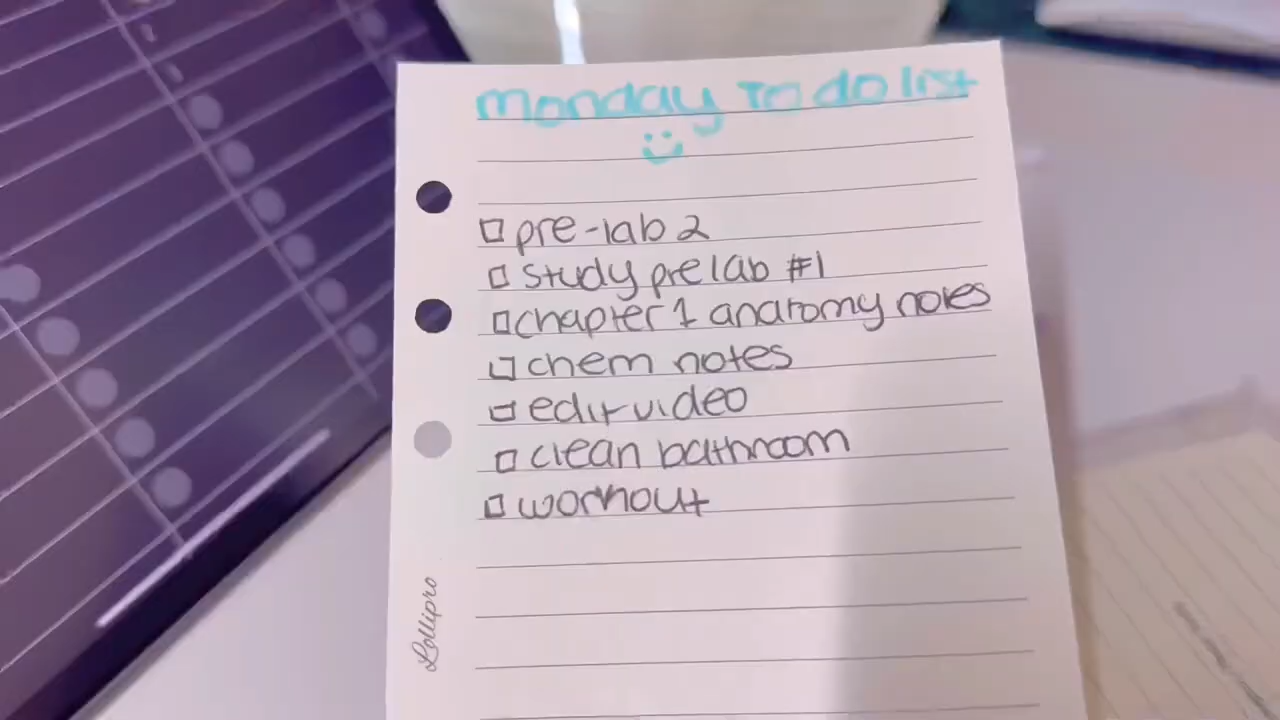 monday to do list
pre-lab 2
study prelab #1
chapter 1 anatomy notes
chem notes
edit video
clean bathroom
workout
Lollipro